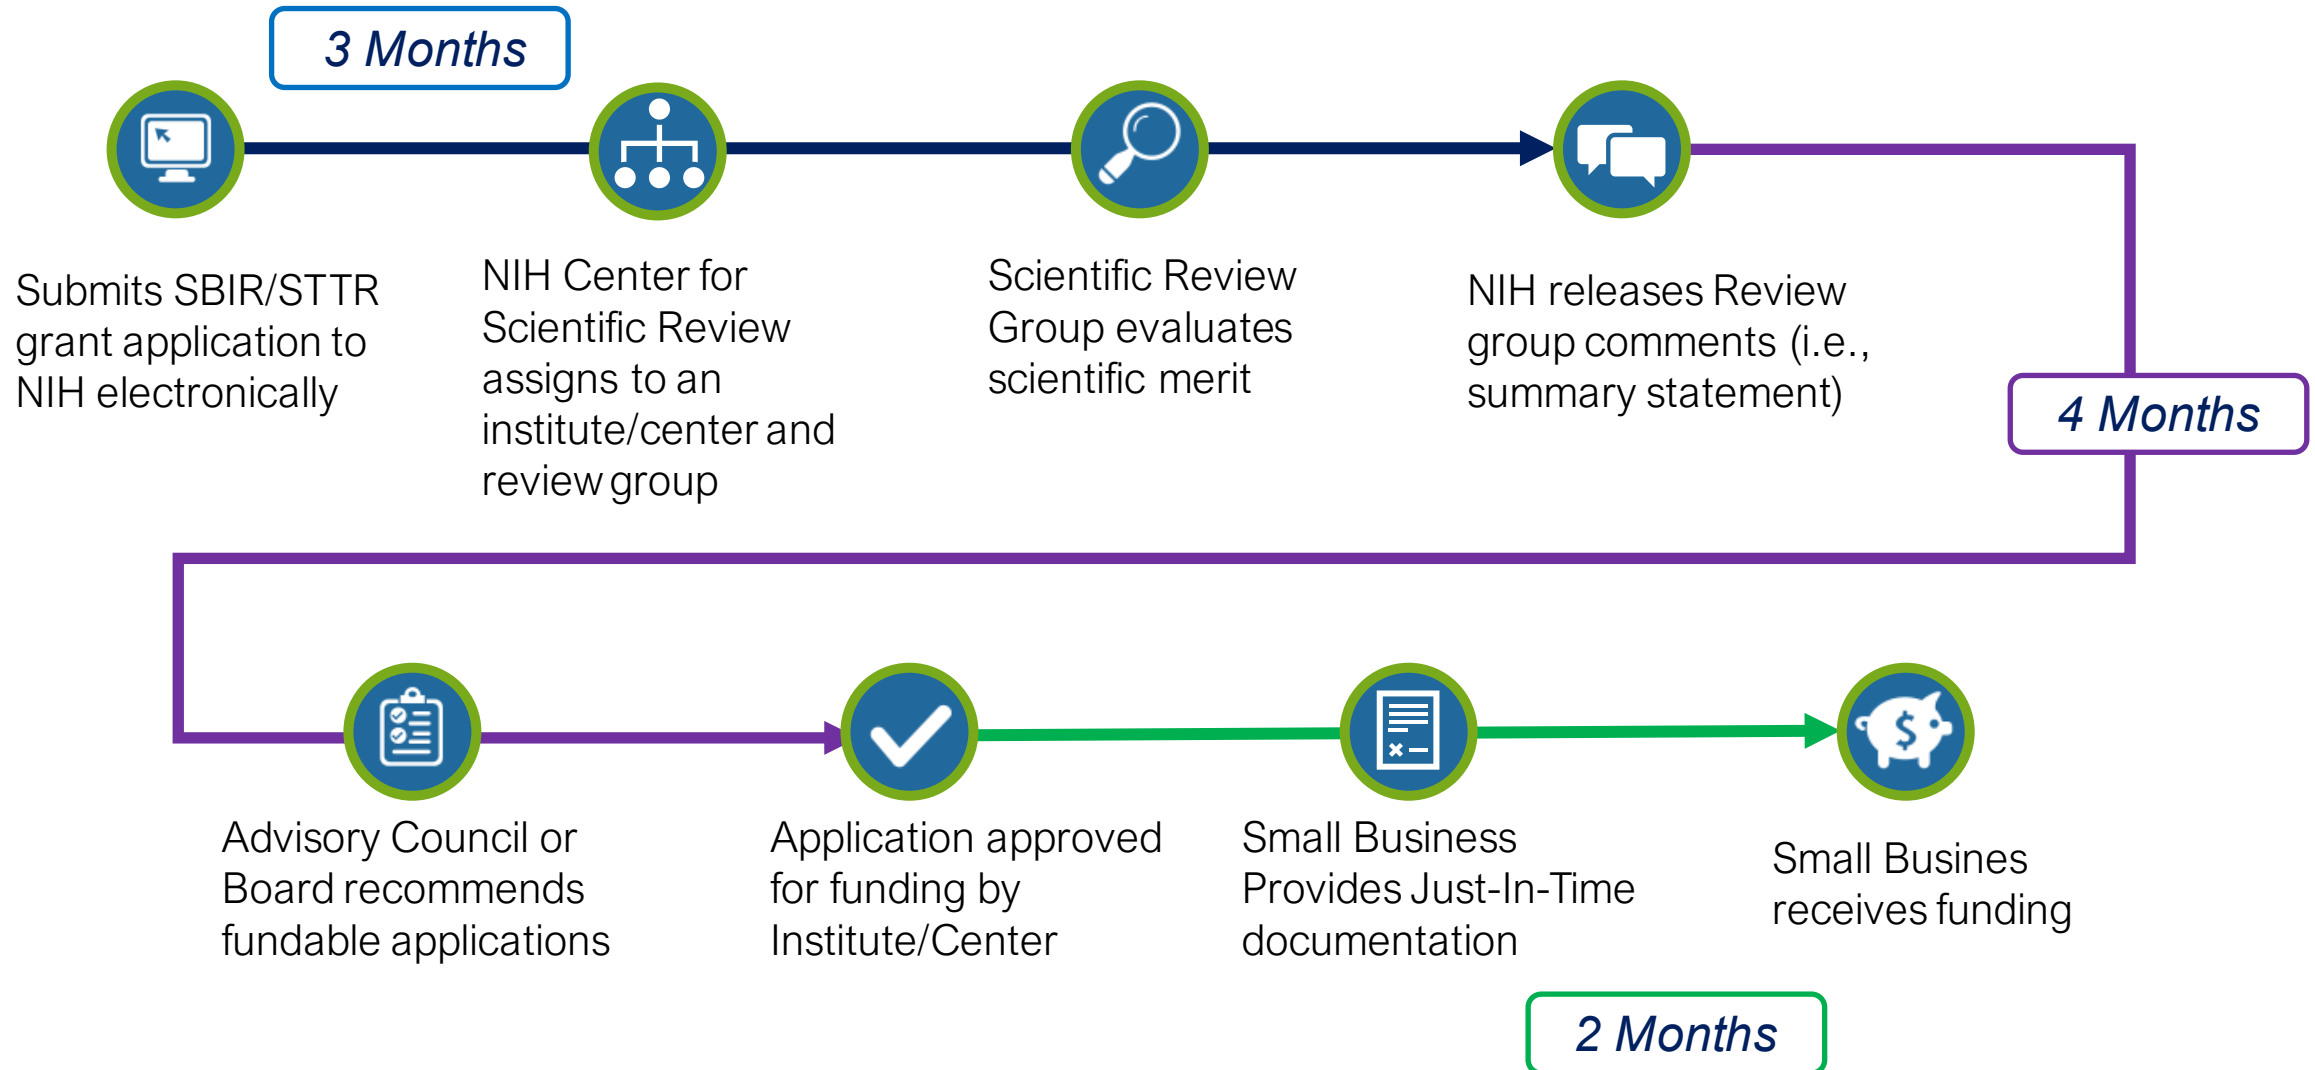 3 Months
Submits SBIR/STTR
grant application to
NIH electronically
NIH Center for
Scientific Review
assigns to an
institute/center and
review group
Scientific Review
Group evaluates
scientific merit
NIH releases Review
group comments (i.e.,
summary statement)
4 Months
Advisory Council or
Board recommends
fundable applications
Application approved
for funding by
Institute/Center
Small Business
Provides Just-In-Time
documentation
$
Small Busines
receives funding
2 Months